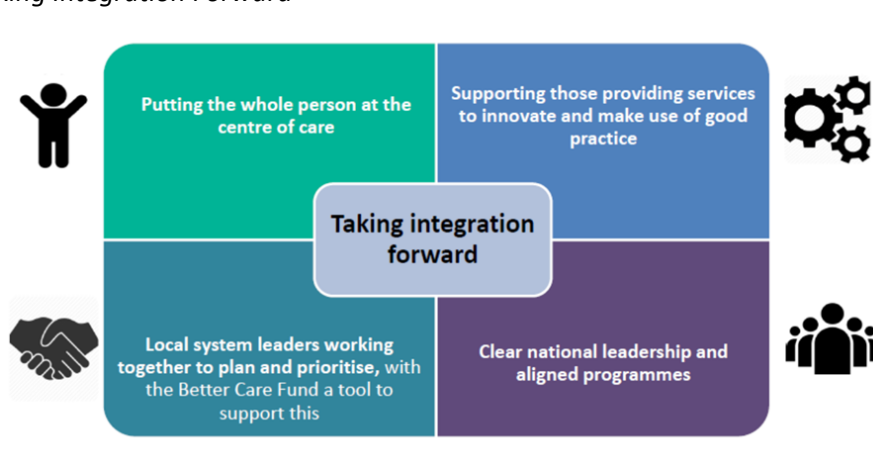 Integration Forward
Putting the whole person at the
centre of care
Supporting those providing services
to innovate and make use of good
practice
Taking integration
forward
Local system leaders working
together to plan and prioritise, with
the Better Care Fund a tool to
support this
Clear national leadership and
aligned programmes